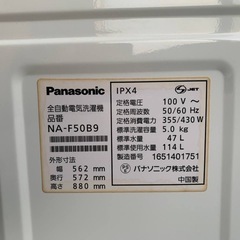 Panasonic
全自動電気洗濯機
品番
NA-F50B9
外形寸法
幅 562 mm
奥行 572 mm
高さ 880 mm
IPX4
JET
定格電圧 100 V～
定格周波数 50/60 Hz
定格消費電力 355/430 W
標準洗濯容量 5.0 kg
標準水量 47 L
標準使用水量 114 L
製造番号 1651401751
パナソニック株式会社
中国製